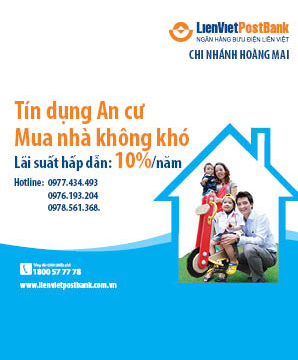 LienVietPostBank
NGÂN HÀNG BƯU ĐIỆN LIÊN VIỆT
CHI NHÁNH HOÀNG MAI
Tín dụng An cư
Mua nhà không khó
Lãi suất hấp dẫn: 10%/năm
Hotline: 0977.434.493
0976.193.204
0978.561.368.
1800 57 77 78
www.lienvietpostbank.com.vn